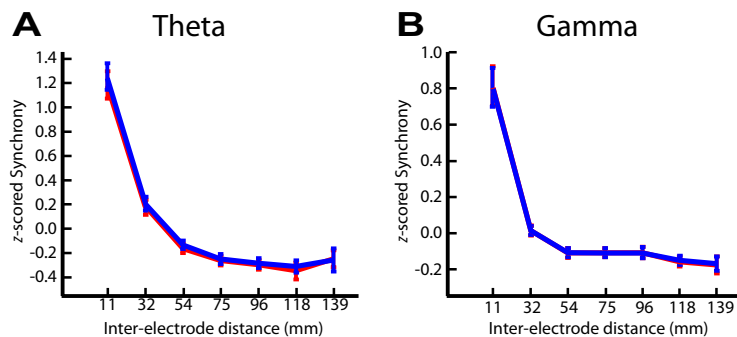 A Theta
z-scored Synchrony
1.4
1.2
1.0
0.8
0.6
0.4
0.2
0.0
-0.2
-0.4
11 32 54 75 96 118 139
Inter-electrode distance (mm)
B Gamma
z-scored Synchrony
1.0
0.8
0.6
0.4
0.2
0.0
-0.2
11 32 54 75 96 118 139
Inter-electrode distance (mm)